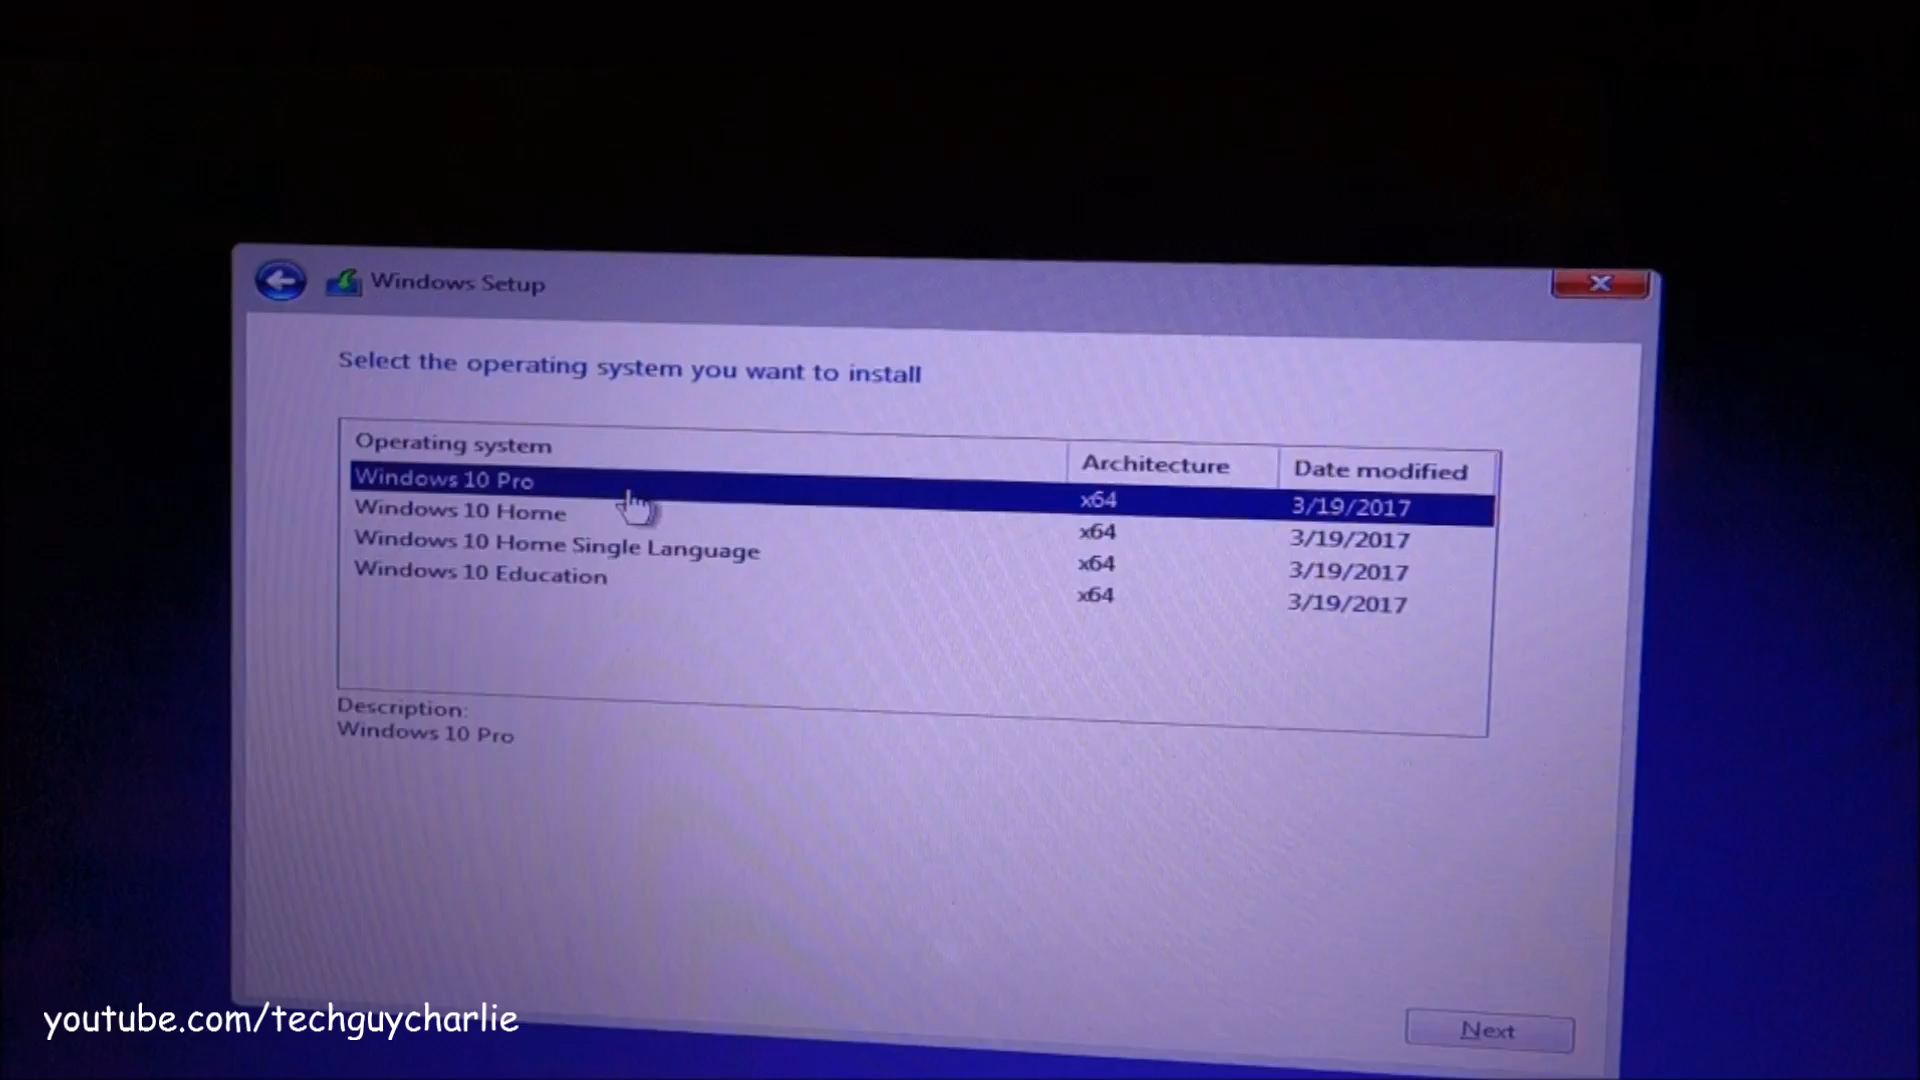 Windows Setup
Select the operating system you want to install
Operating system Architecture Date modified
Windows 10 Pro x64 3/19/2017
Windows 10 Home x64 3/19/2017
Windows 10 Home Single Language x64 3/19/2017
Windows 10 Education x64 3/19/2017
Description:
Windows 10 Pro
Next
youtube.com/techguycharlie